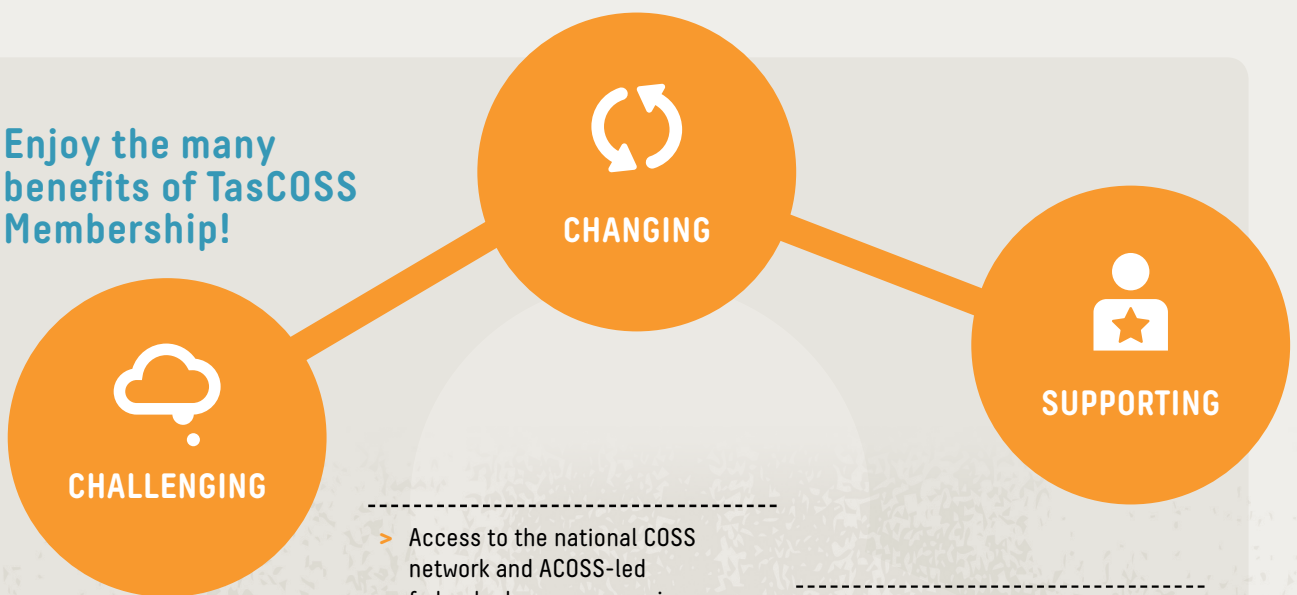 Enjoy the many
benefits of TasCOSS
Membership!
CHANGING
SUPPORTING
CHALLENGING
> Access to the national COSS
network and ACOSS-led